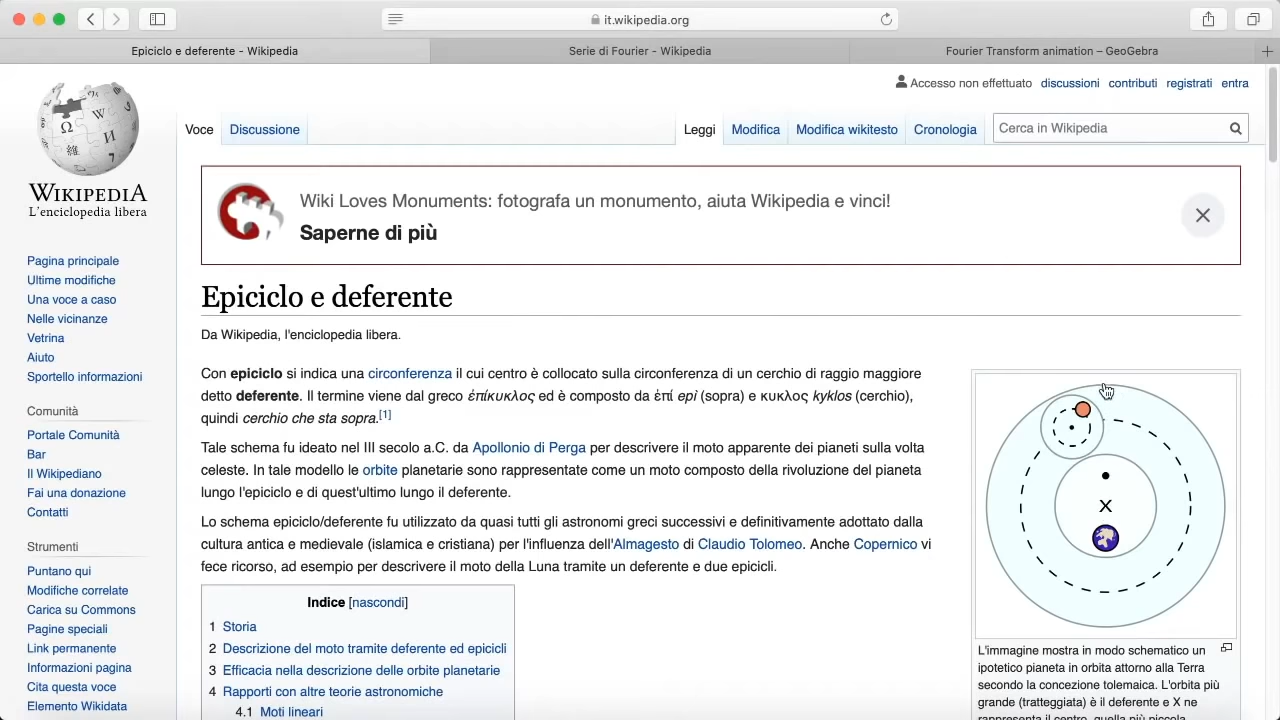 it.wikipedia.org
Epiciclo e deferente - Wikipedia
Serie di Fourier - Wikipedia
Fourier Transform animation – GeoGebra
Accesso non effettuato discussioni contributi registrati entra
WIKIPEDIA
L'enciclopedia libera
Voce Discussione
Leggi Modifica Modifica wikitesto Cronologia Cerca in Wikipedia
Wiki Loves Monuments: fotografa un monumento, aiuta Wikipedia e vinci!
Saperne di più
Pagina principale
Ultime modifiche
Una voce a caso
Nelle vicinanze
Vetrina
Aiuto
Sportello informazioni
Comunità
Portale Comunità
Bar
Il Wikipediano
Fai una donazione
Contatti
Strumenti
Puntano qui
Modifiche correlate
Carica su Commons
Pagine speciali
Link permanente
Informazioni pagina
Cita questa voce
Elemento Wikidata
Epiciclo e deferente
Da Wikipedia, l'enciclopedia libera.
Con epiciclo si indica una circonferenza il cui centro è collocato sulla circonferenza di un cerchio di raggio maggiore
detto deferente. Il termine viene dal greco ἐπίκυκλος ed è composto da ἐπί epì (sopra) e κυκλος kyklos (cerchio),
quindi cerchio che sta sopra.[1]
Tale schema fu ideato nel III secolo a.C. da Apollonio di Perga per descrivere il moto apparente dei pianeti sulla volta
celeste. In tale modello le orbite planetarie sono rappresentate come un moto composto della rivoluzione del pianeta
lungo l'epiciclo e di quest'ultimo lungo il deferente.
Lo schema epiciclo/deferente fu utilizzato da quasi tutti gli astronomi greci successivi e definitivamente adottato dalla
cultura antica e medievale (islamica e cristiana) per l'influenza dell'Almagesto di Claudio Tolomeo. Anche Copernico vi
fece ricorso, ad esempio per descrivere il moto della Luna tramite un deferente e due epicicli.
Indice [nascondi]
1 Storia
2 Descrizione del moto tramite deferente ed epicicli
3 Efficacia nella descrizione delle orbite planetarie
4 Rapporti con altre teorie astronomiche
4.1 Moti lineari
X
L'immagine mostra in modo schematico un
ipotetico pianeta in orbita attorno alla Terra
secondo la concezione tolemaica. L'orbita più
grande (tratteggiata) è il deferente e X ne
rappresenta il centro, quella più piccola